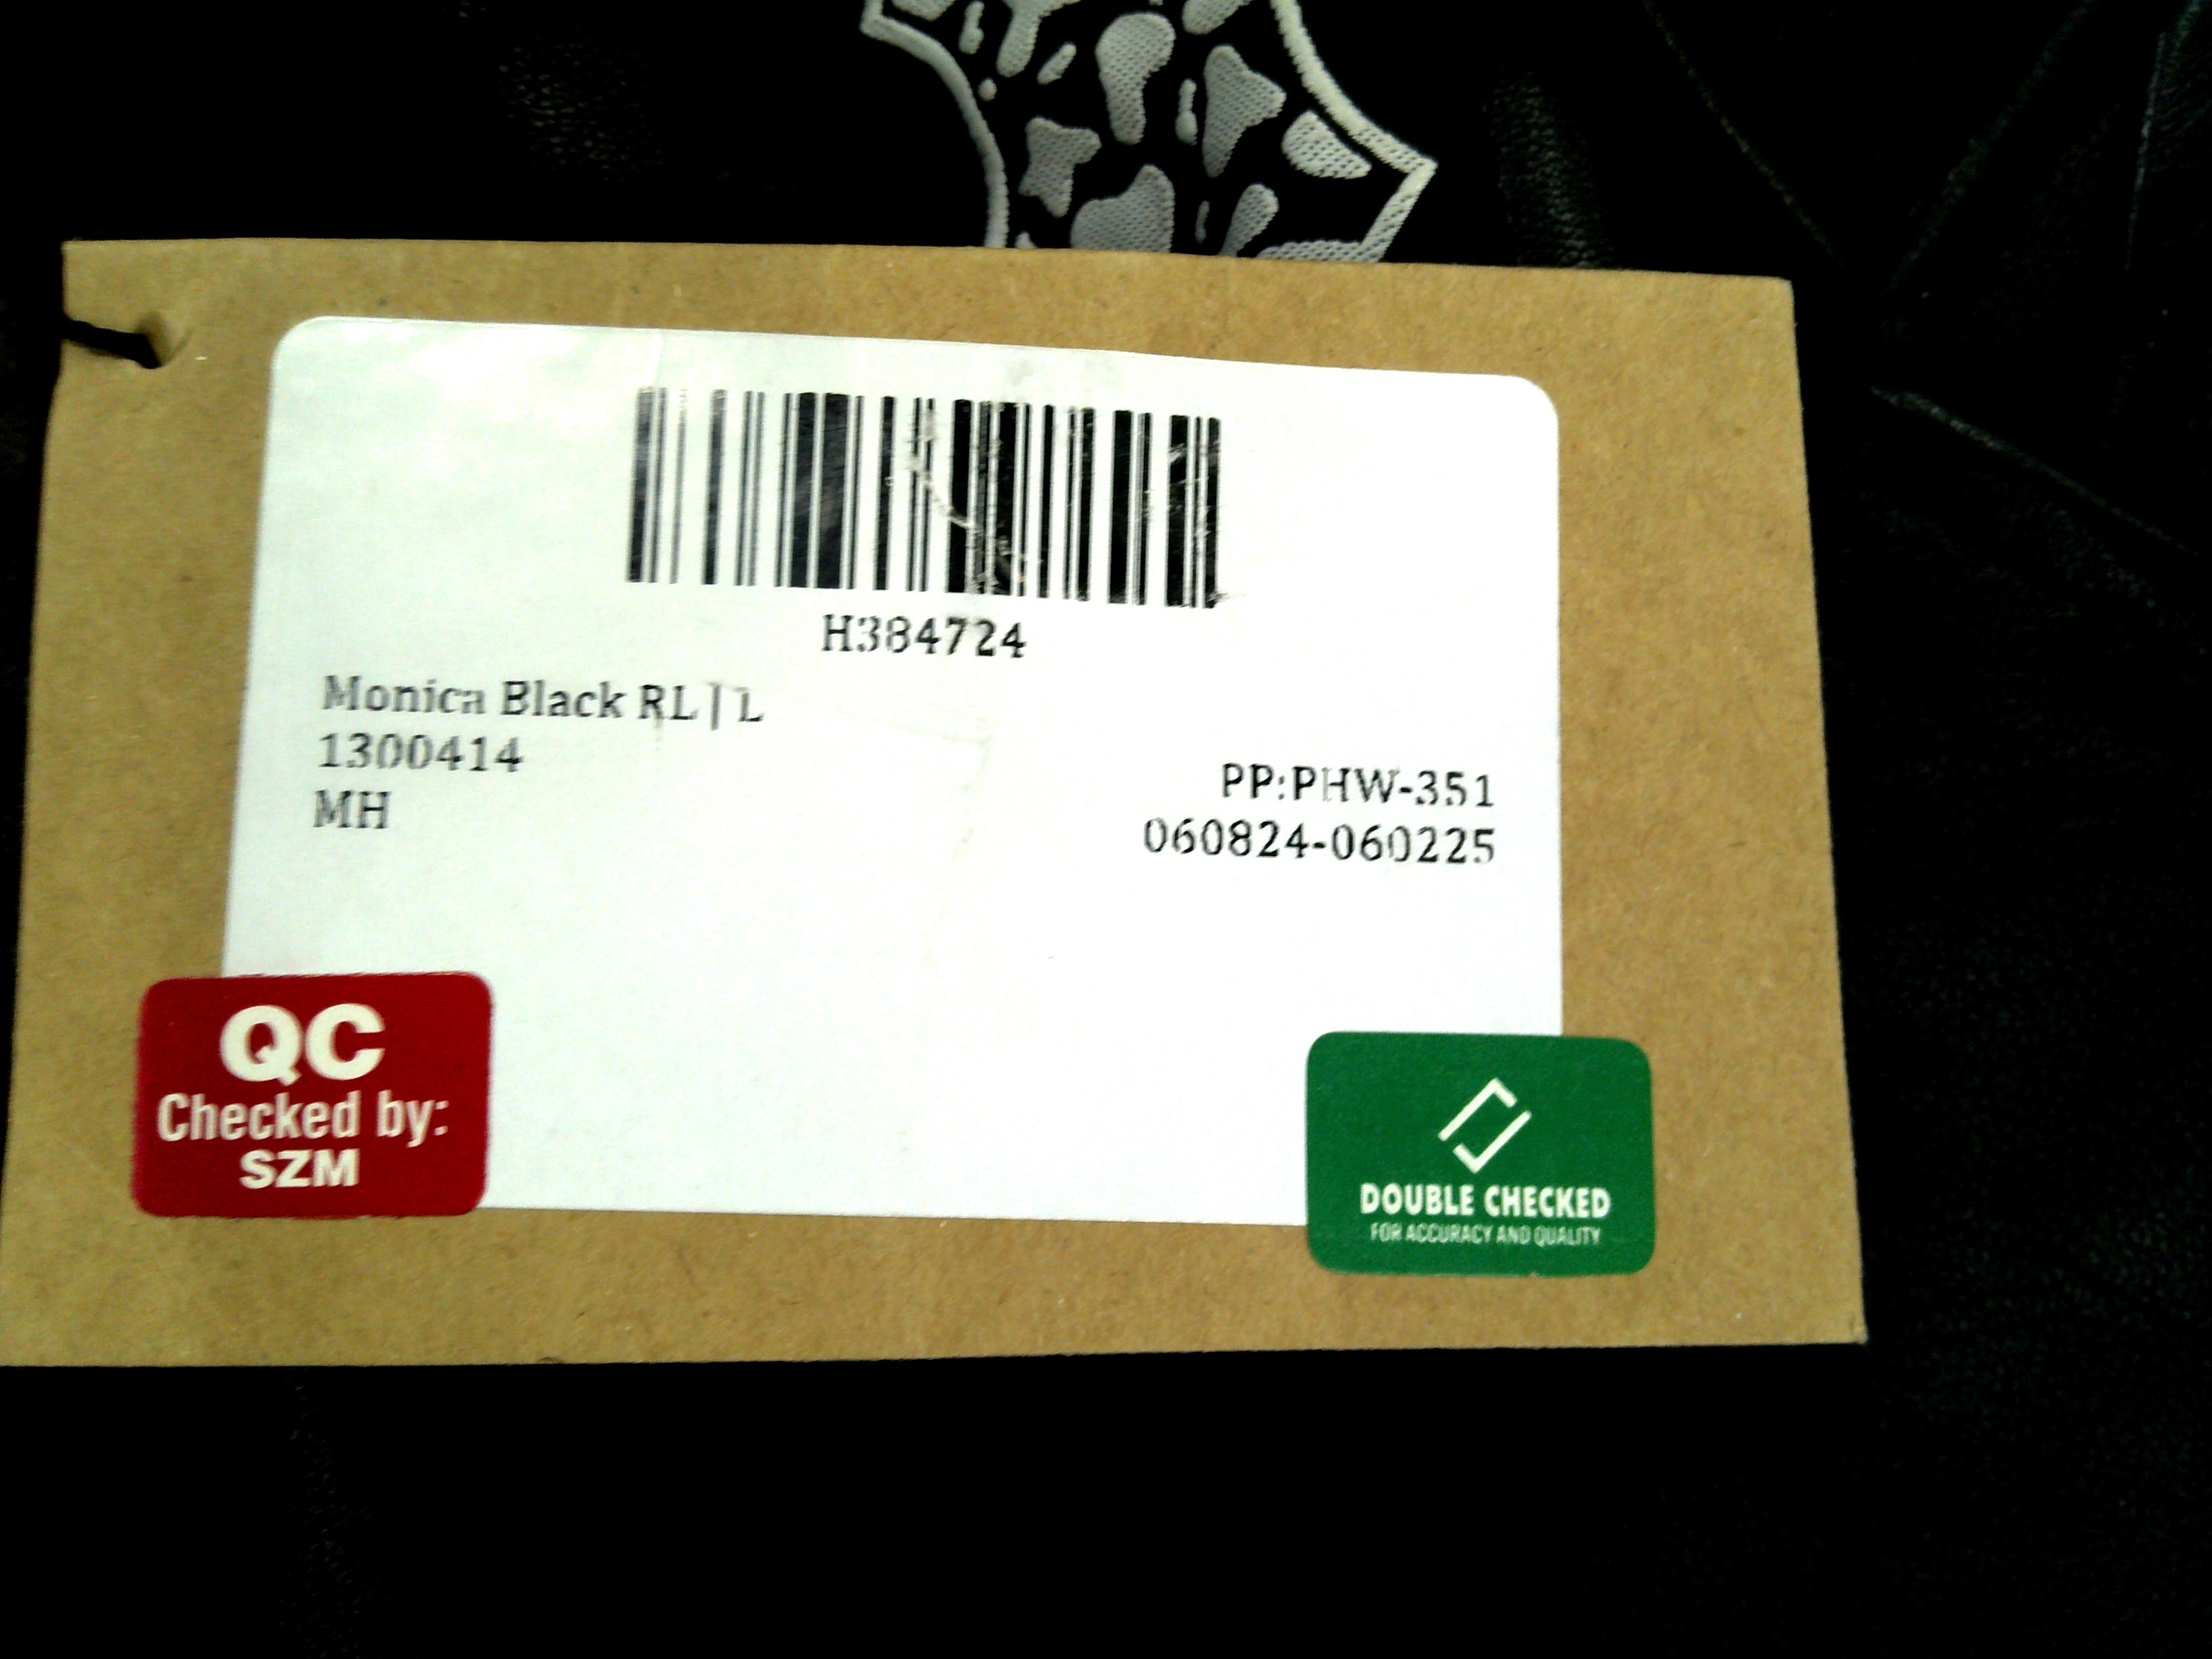 H384724
Monica Black RL | L
1300414
MH
PP:PHW-351
060824-060225
QC
Checked by:
SZM
DOUBLE CHECKED
FOR ACCURACY AND QUALITY